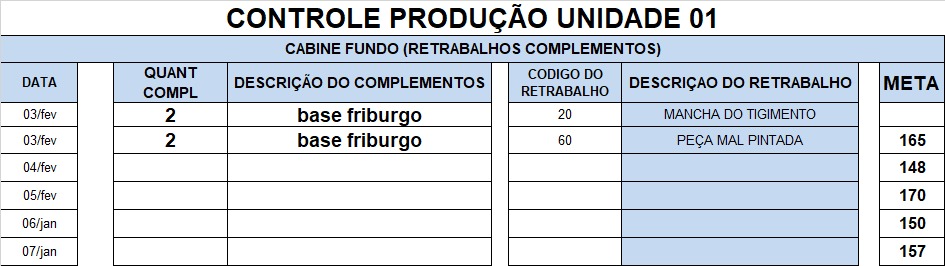 CONTROLE PRODUÇÃO UNIDADE 01
CABINE FUNDO (RETRABALHOS COMPLEMENTOS)
DATA QUANT COMPL DESCRIÇÃO DO COMPLEMENTOS CODIGO DO RETRABALHO DESCRIÇAO DO RETRABALHO META
03/fev 2 base friburgo 20 MANCHA DO TIGIMENTO
03/fev 2 base friburgo 60 PEÇA MAL PINTADA 165
04/fev 148
05/fev 170
06/jan 150
07/jan 157